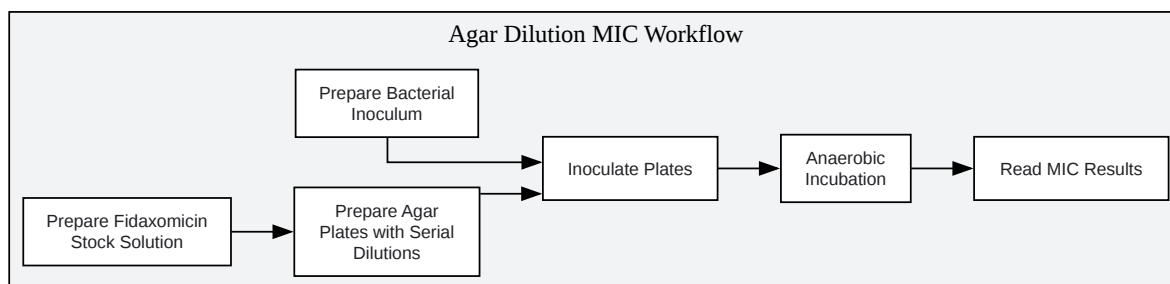 Agar Dilution MIC Workflow
Prepare Bacterial
Inoculum
Prepare Fidaxomicin
Stock Solution
Prepare Agar
Plates with Serial
Dilutions
Inoculate Plates
Anaerobic
Incubation
Read MIC Results